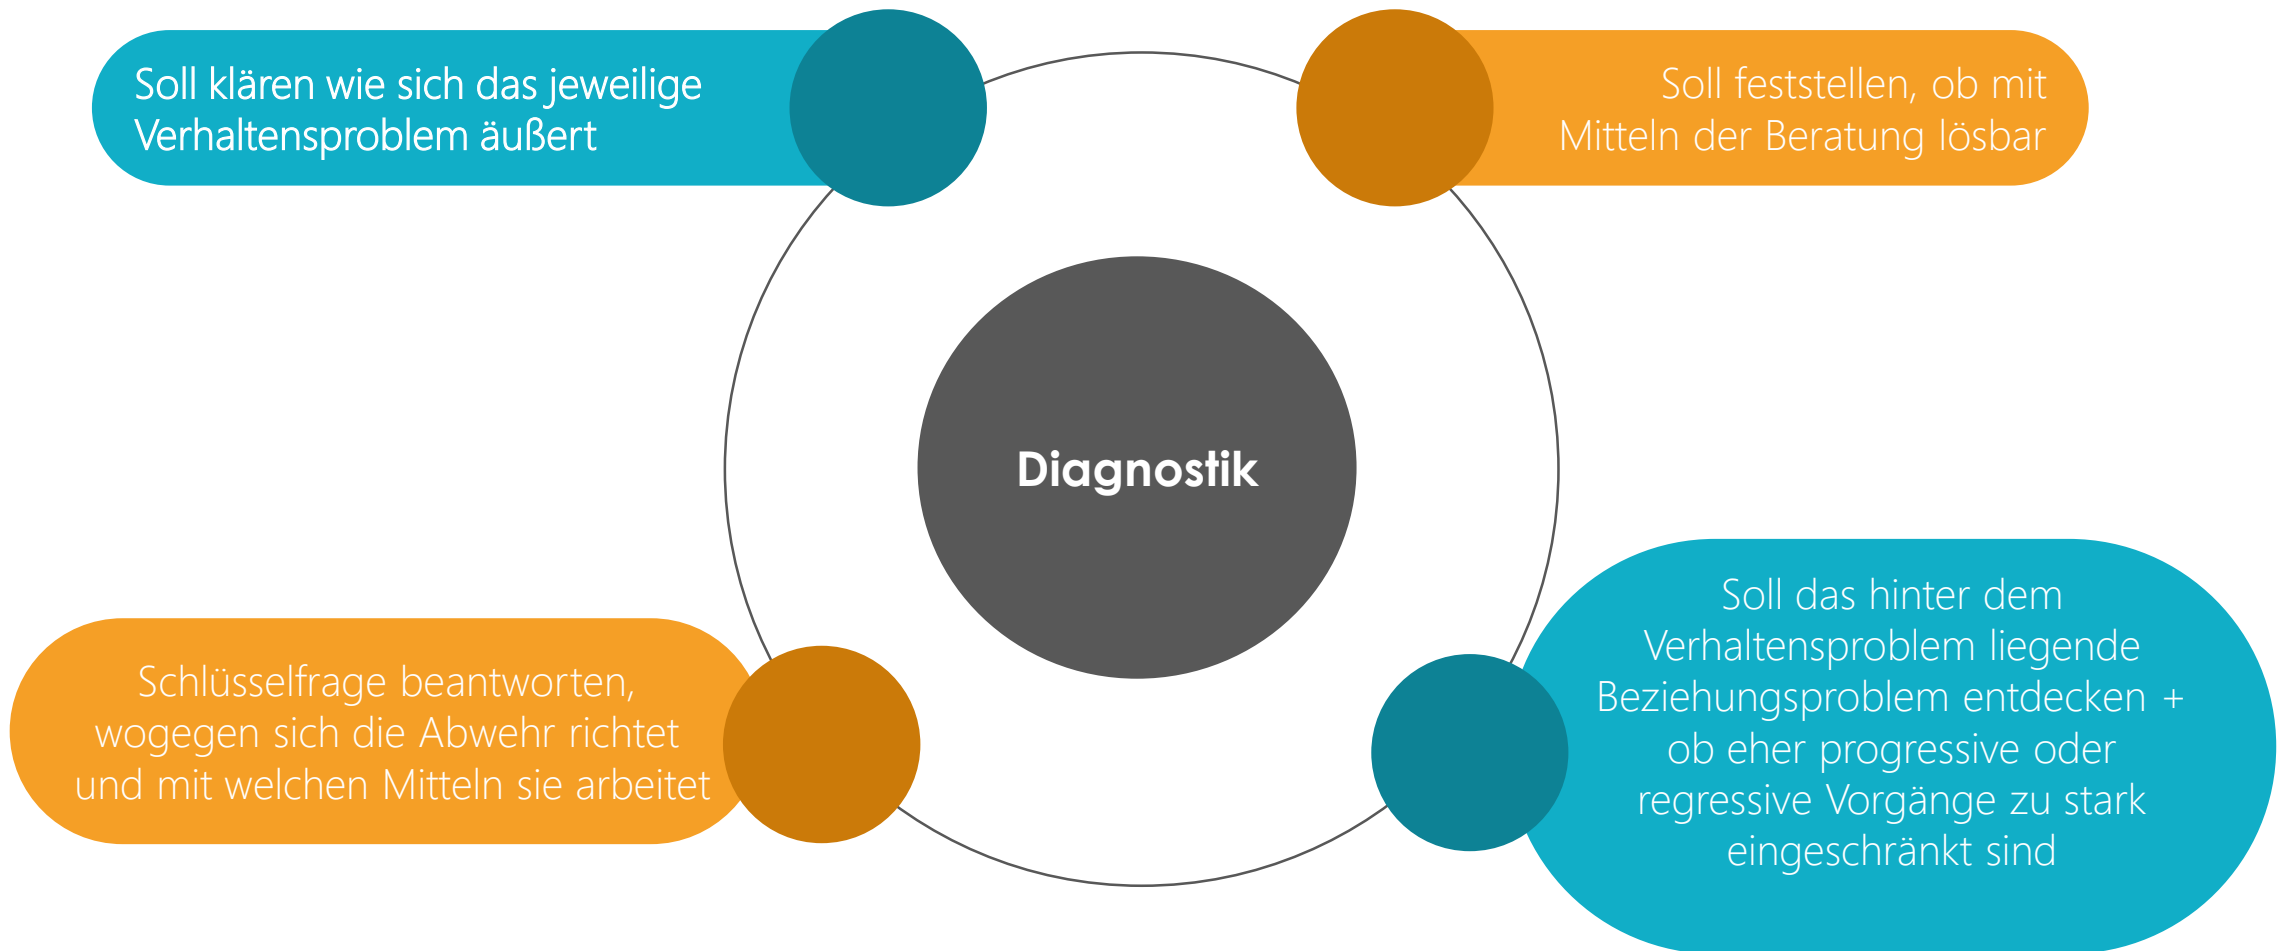 Soll klären wie sich das jeweilige
Verhaltensproblem äußert
Soll feststellen, ob mit
Mitteln der Beratung lösbar
Diagnostik
Schlüsselfrage beantworten,
wogegen sich die Abwehr richtet
und mit welchen Mitteln sie arbeitet
Soll das hinter dem
Verhaltensproblem liegende
Beziehungsproblem entdecken +
ob eher progressive oder
regressive Vorgänge zu stark
eingeschränkt sind